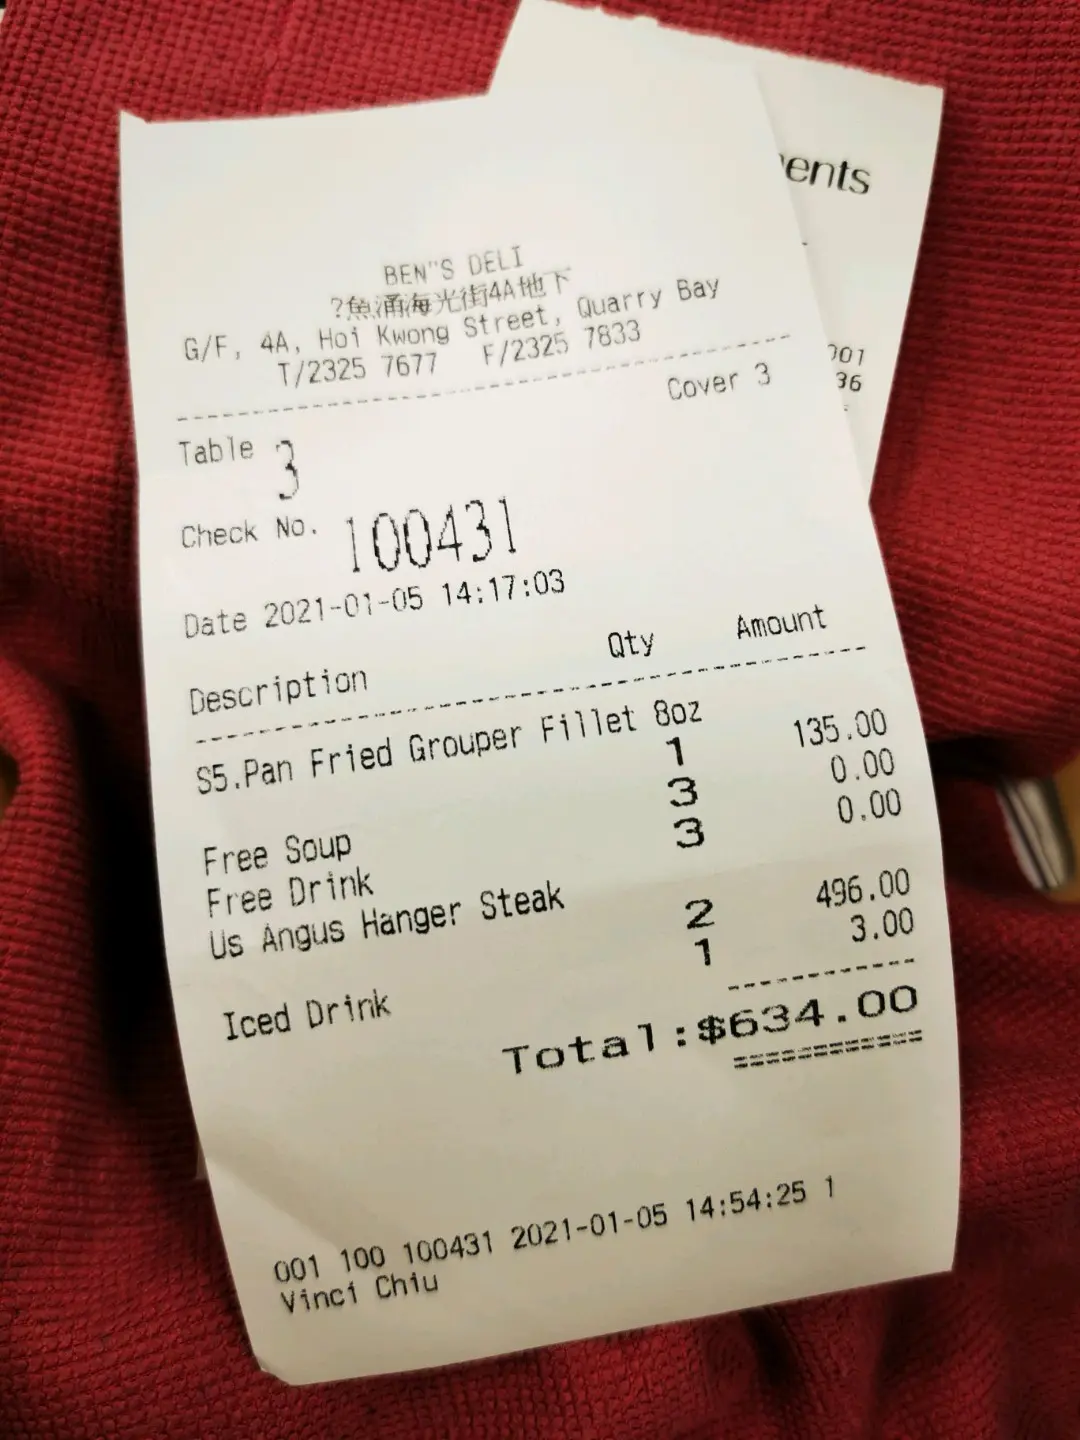 BEN"S DELI
?魚涌海光街4A地下
G/F, 4A, Hoi Kwong Street, Quarry Bay
T/2325 7677 F/2325 7833
Cover 3
Table 3
Check No. 100431
Date 2021-01-05 14:17:03
Description Qty Amount
S5.Pan Fried Grouper Fillet 8oz
1 135.00
Free Soup 3 0.00
Free Drink 3 0.00
Us Angus Hanger Steak
2 496.00
Iced Drink 1 3.00
Total:$634.00
001 100 100431 2021-01-05 14:54:25 1
Vinci Chiu
ents
001
36